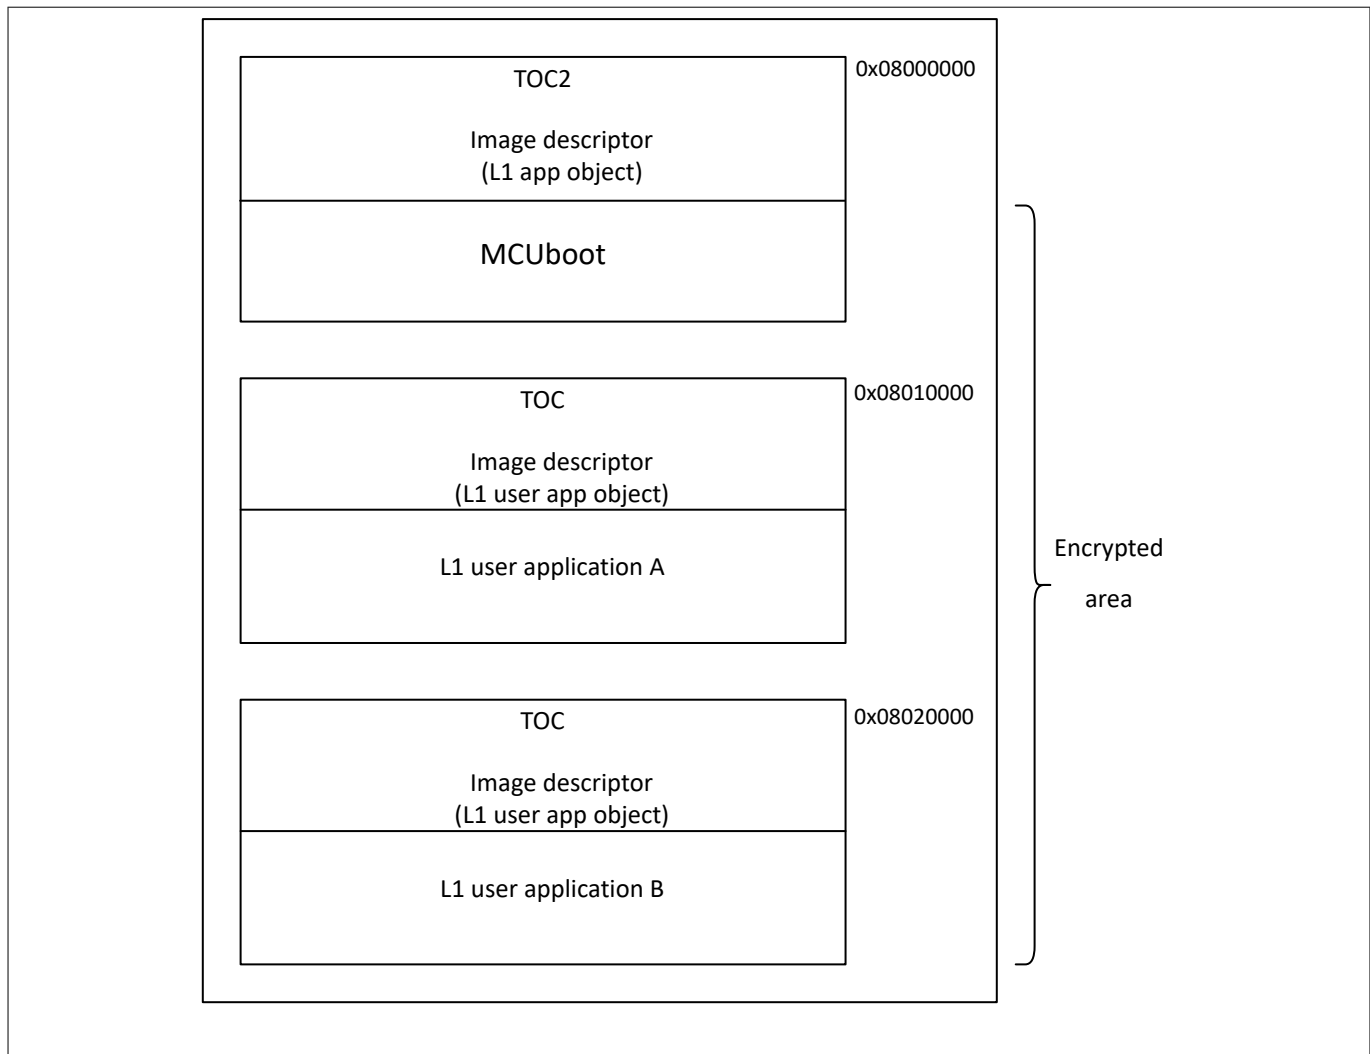 TOC2
0x08000000
Image descriptor
(L1 app object)
MCUboot
TOC
0x08010000
Image descriptor
(L1 user app object)
L1 user application A
Encrypted
area
TOC
0x08020000
Image descriptor
(L1 user app object)
L1 user application B